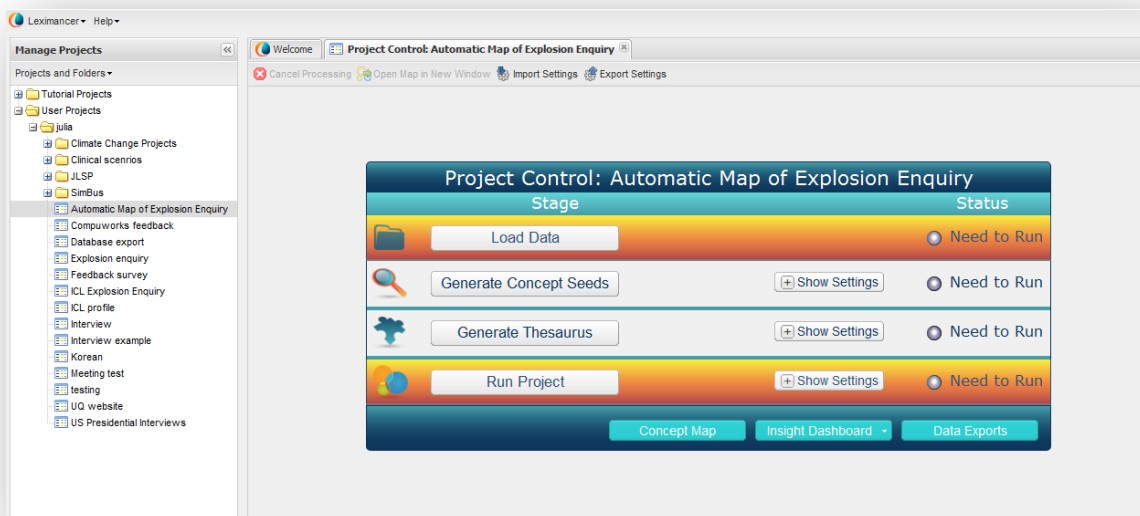 Leximancer Help
Manage Projects
Projects and Folders
Tutorial Projects
User Projects
julia
Climate Change Projects
Clinical scenrios
JLSP
SimBus
Automatic Map of Explosion Enquiry
Compuworks feedback
Database export
Explosion enquiry
Feedback survey
ICL Explosion Enquiry
ICL profile
Interview
Interview example
Korean
Meeting test
testing
UQ website
US Presidential Interviews
Welcome Project Control: Automatic Map of Explosion Enquiry
Cancel Processing Open Map in New Window Import Settings Export Settings
Project Control: Automatic Map of Explosion Enquiry
Stage Status
Load Data Need to Run
Generate Concept Seeds Show Settings Need to Run
Generate Thesaurus Show Settings Need to Run
Run Project Show Settings Need to Run
Concept Map Insight Dashboard Data Exports